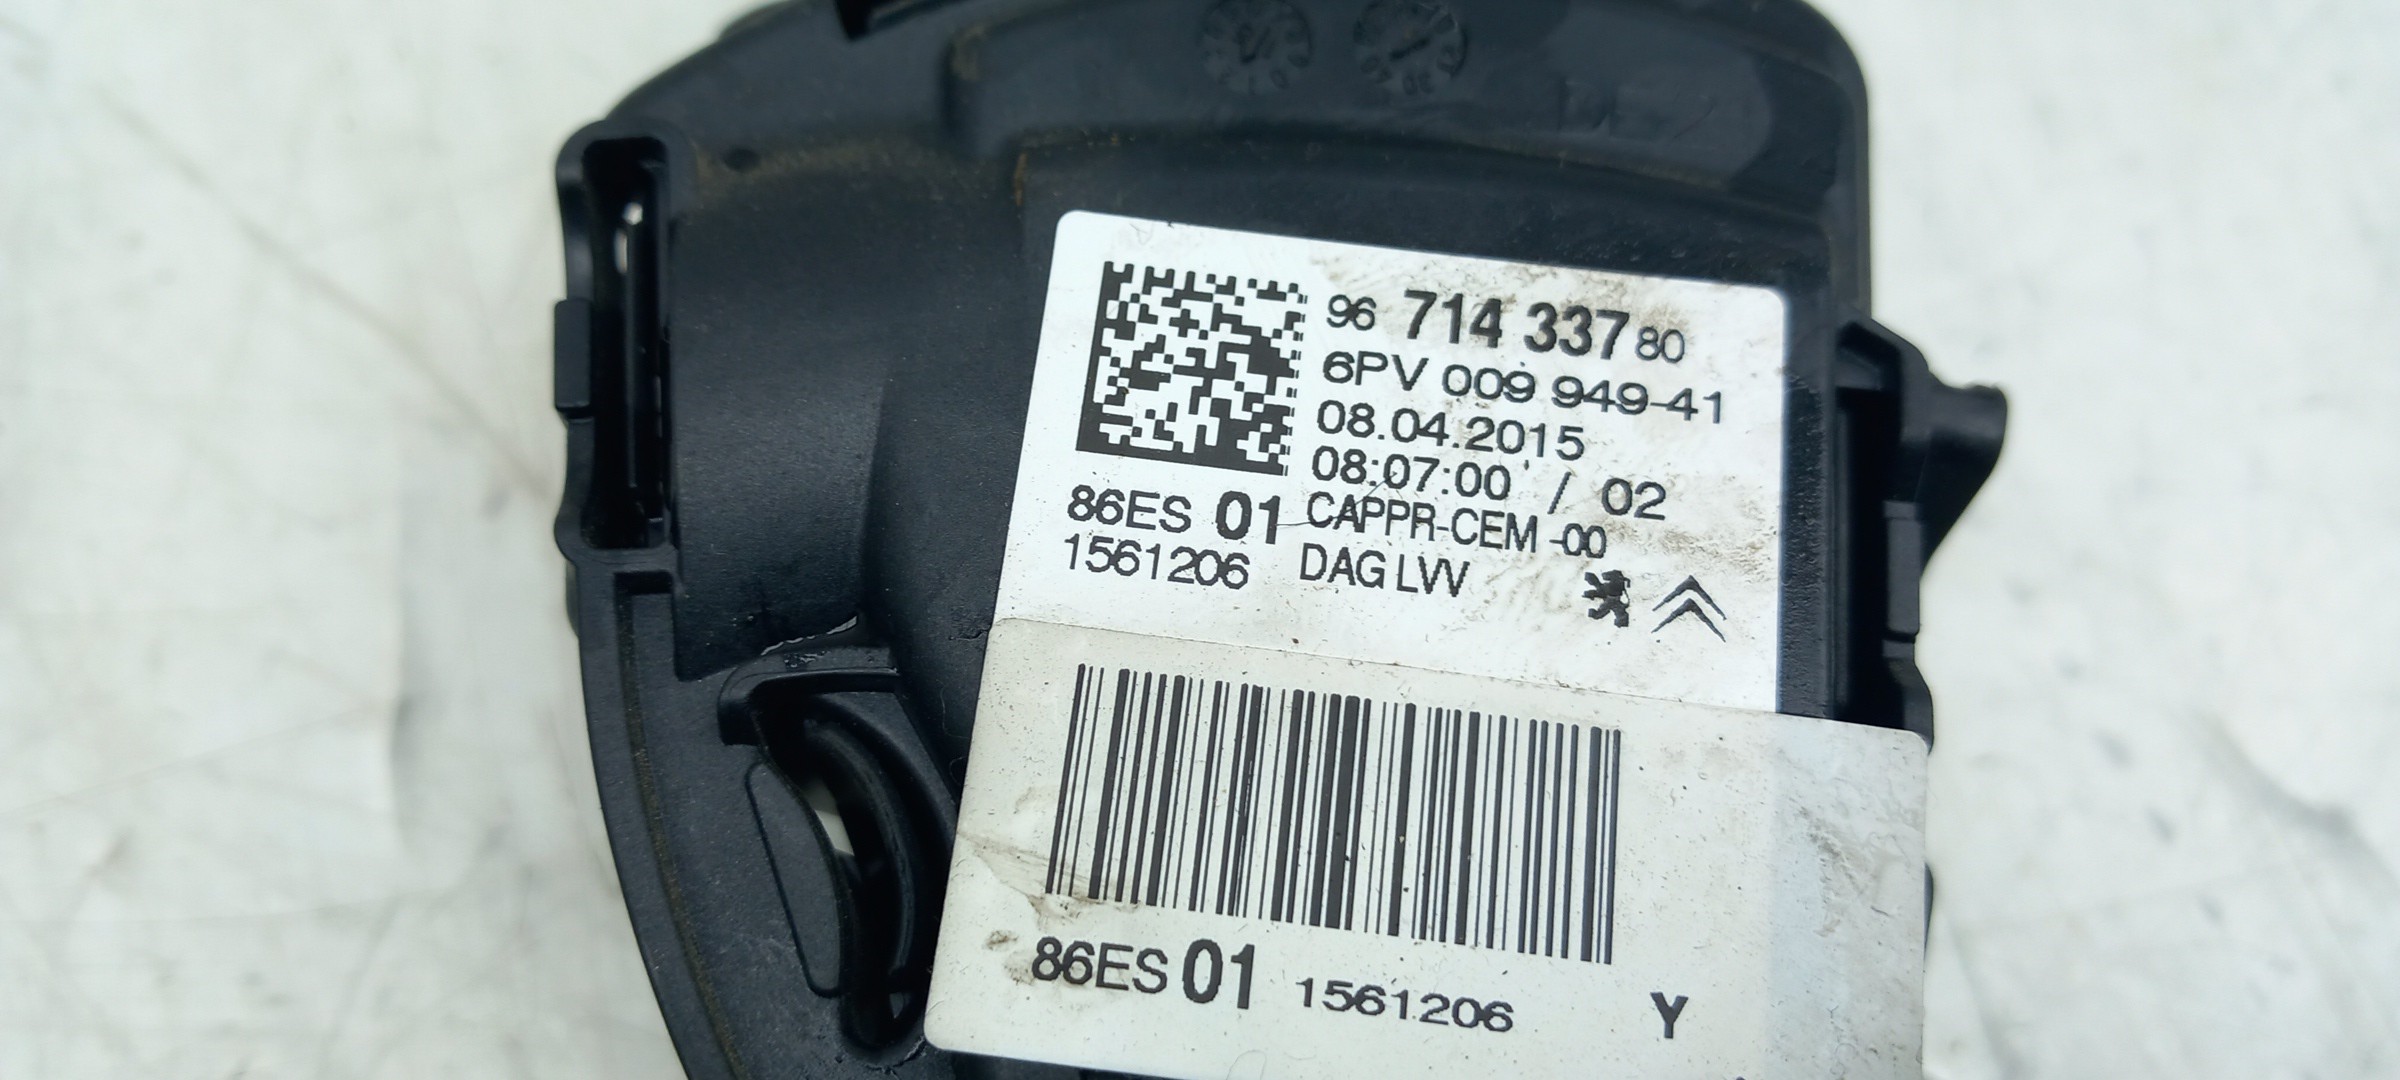 96 714 337 80
6PV 009 949-41
08.04.2015
08:07:00 / 02
86ES 01 CAPPR-CEM -00
1561206 DAG LVV
86ES 01 1561206 Y